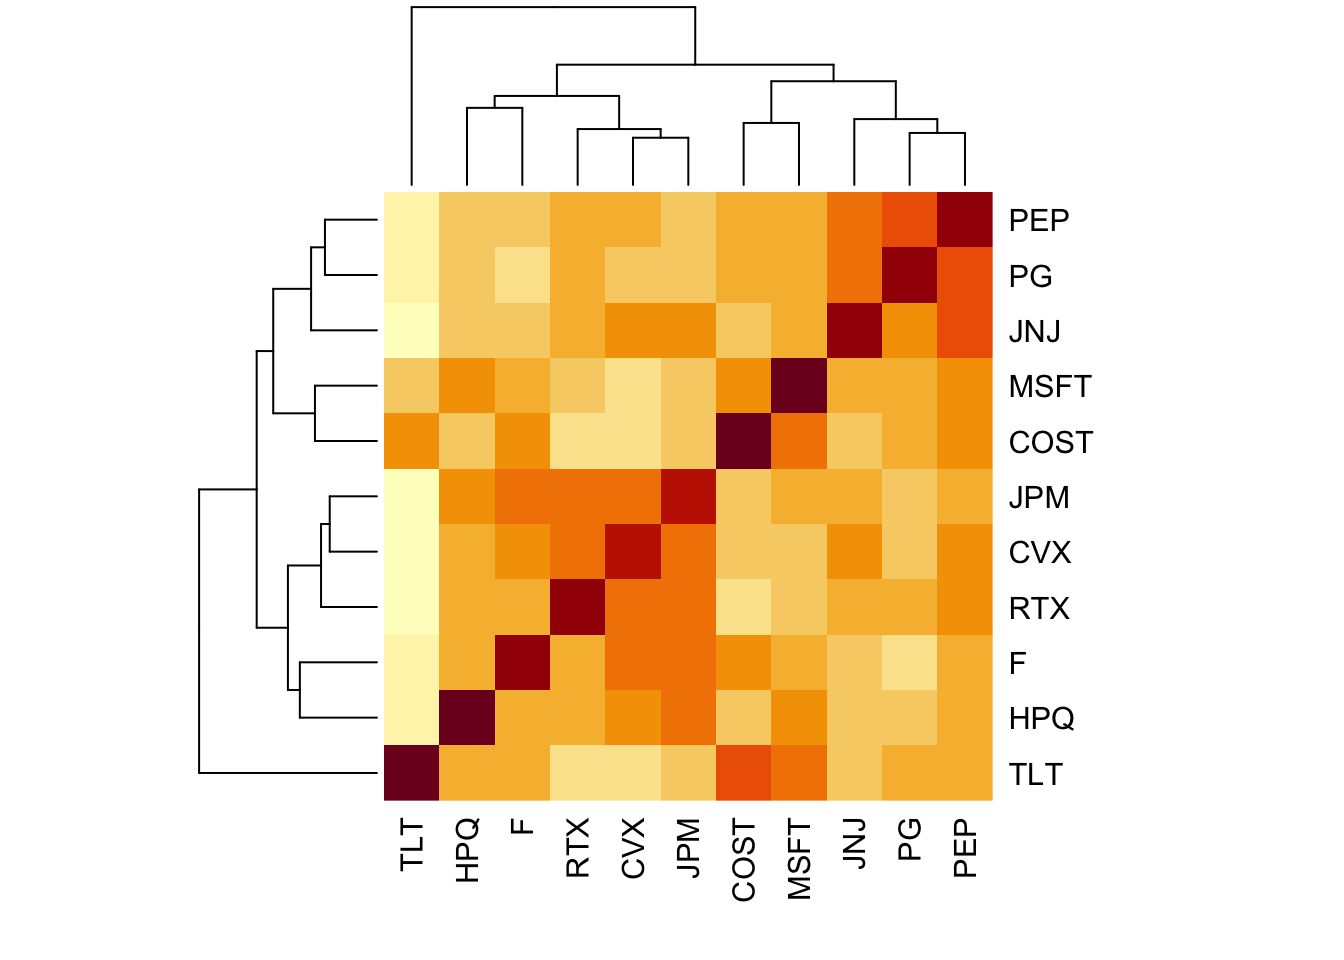 PEP
PG
JNJ
MSFT
COST
JPM
CVX
RTX
F
HPQ
TLT
TLT
HPQ
F
RTX
CVX
JPM
COST
MSFT
JNJ
PG
PEP